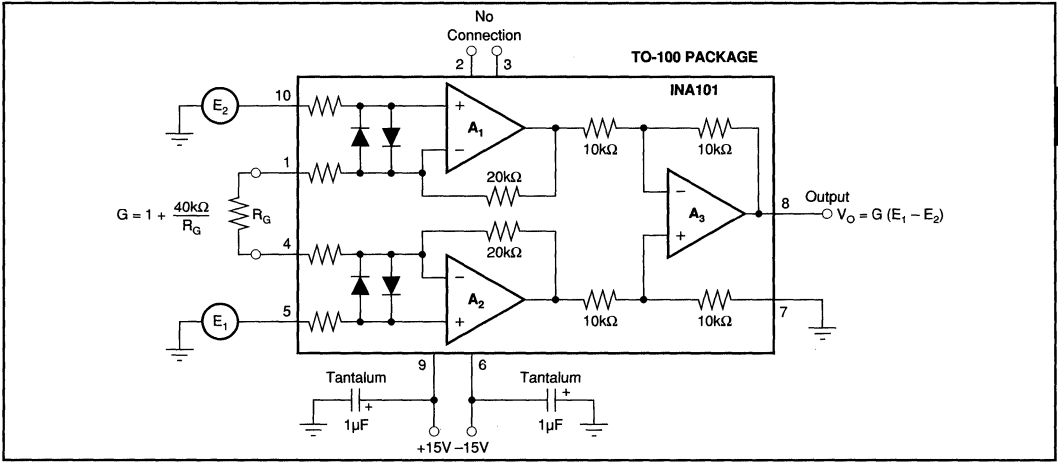 No
Connection
2
3
TO-100 PACKAGE
INA101
10
E2
+
A1
−
10kΩ
10kΩ
1
20kΩ
G = 1 + 40kΩ
RG
RG
−
A3
+
8
Output
VO = G (E1 − E2)
4
20kΩ
−
A2
+
5
E1
10kΩ
10kΩ
7
9
6
Tantalum
+
1µF
Tantalum
+
1µF
+15V
−15V